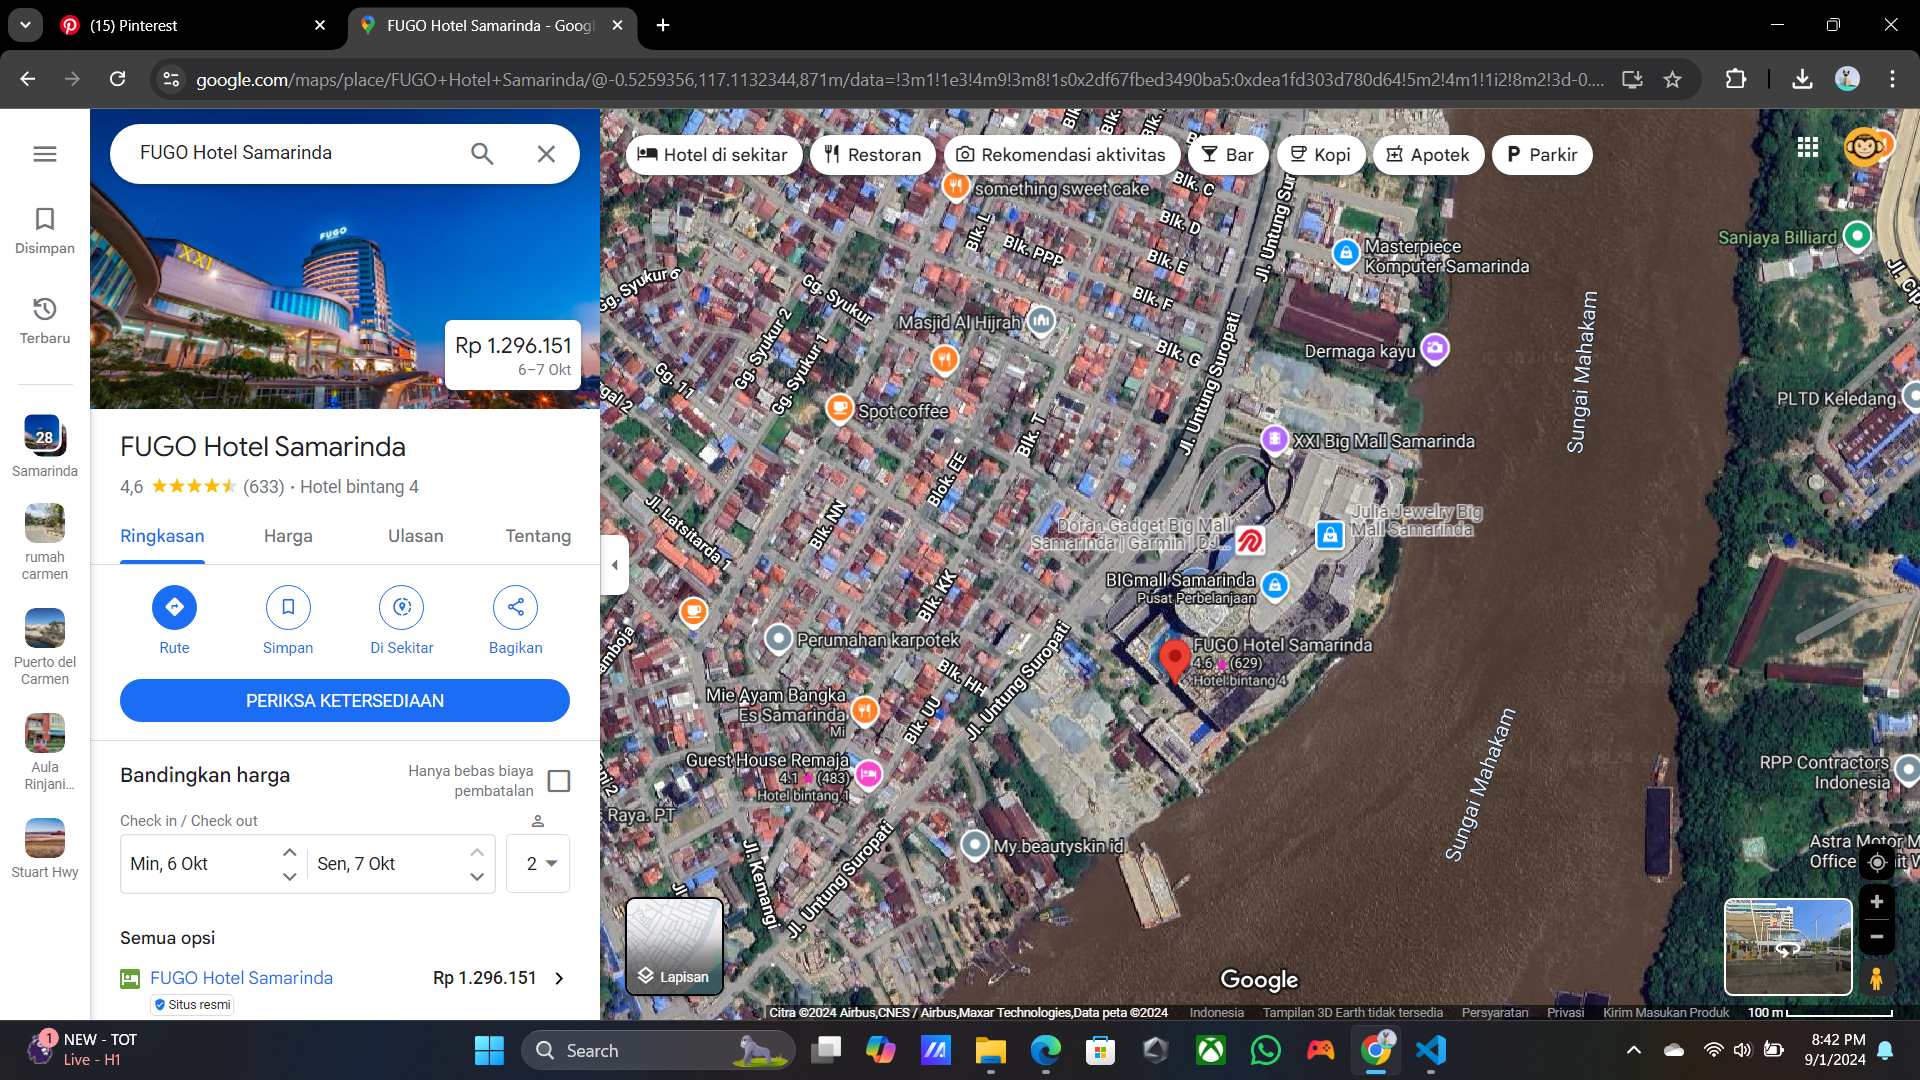 (15) Pinterest
FUGO Hotel Samarinda - Googl
google.com/maps/place/FUGO+Hotel+Samarinda/@-0.5259356,117.1132344,871m/data=!3m1!1e3!4m9!3m8!1s0x2df67fbed3490ba5:0xdea1fd303d780d64!5m2!4m1!1i2!8m2!3d-0....
FUGO Hotel Samarinda
Disimpan
Terbaru
28
Samarinda
rumah
carmen
Puerto del
Carmen
Aula
Rinjani...
Stuart Hwy
XXI
FUGO
Rp 1.296.151
6–7 Okt
FUGO Hotel Samarinda
4,6 (633) · Hotel bintang 4
Ringkasan
Harga
Ulasan
Tentang
Rute
Simpan
Di Sekitar
Bagikan
PERIKSA KETERSEDIAAN
Bandingkan harga
Hanya bebas biaya
pembatalan
Check in / Check out
Min, 6 Okt
Sen, 7 Okt
2
Semua opsi
FUGO Hotel Samarinda
Rp 1.296.151
Situs resmi
Hotel di sekitar
Restoran
Rekomendasi aktivitas
Bar
Kopi
Apotek
P Parkir
something sweet cake
Blk. L
Blk. PPP
Blk. C
Blk. D
Blk. E
Blk. F
Blk. G
Jl. Untung Sur
Masterpiece
Komputer Samarinda
Sanjaya Billiard
Jl. Cip
Gg. Syukur 6
Gg. Syukur
Gg. Syukur 2
Gg. Syukur 1
Gg. 11
gal 2
Masjid Al Hijrah
Jl. Untung Suropati
Dermaga kayu
Sungai Mahakam
PLTD Keledang
Spot coffee
Blk. T
Blok. EE
Blk. NN
XXI Big Mall Samarinda
Jl. Latsitarda 1
Doran Gadget Big Mall
Samarinda | Garmin | DJ...
Julia Jewelry Big
Mall Samarinda
BIGmall Samarinda
Pusat Perbelanjaan
Blk. KK
Perumahan karpotek
FUGO Hotel Samarinda
4.6 (629)
Hotel bintang 4
amboja
Blk. HH
Jl. Untung Suropati
Mie Ayam Bangka
Es Samarinda
Mi
Blk. UU
Guest House Remaja
4.1 (483)
Hotel bintang 1
s Raya. PT
Sungai Mahakam
RPP Contractors
Indonesia
My.beautyskin id
Jl. Kemangi
Jl. Untung Suropati
Astra Motor M
Office
Lapisan
Google
Citra ©2024 Airbus,CNES / Airbus,Maxar Technologies,Data peta ©2024
Indonesia
Tampilan 3D Earth tidak tersedia
Persyaratan
Privasi
Kirim Masukan Produk
100 m
1
NEW - TOT
Live - H1
Search
8:42 PM
9/1/2024